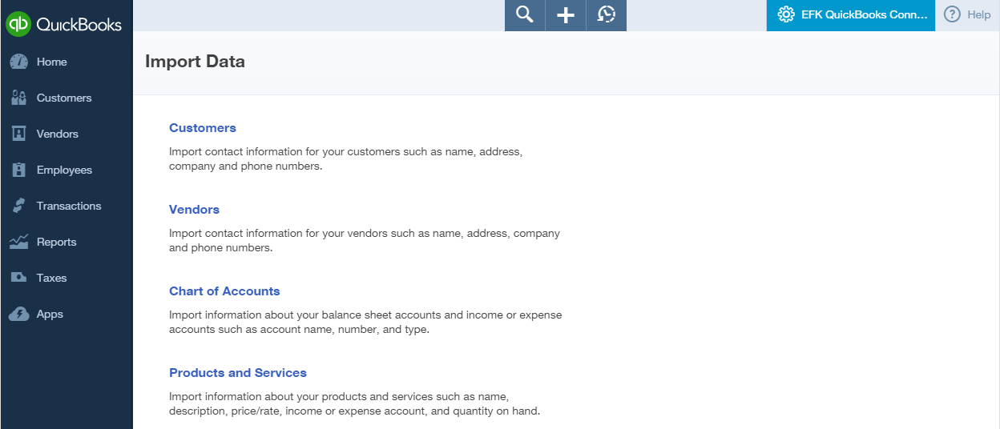 QuickBooks
EFK QuickBooks Conn...
Help
Home
Customers
Vendors
Employees
Transactions
Reports
Taxes
Apps
Import Data
Customers
Import contact information for your customers such as name, address,
company and phone numbers.
Vendors
Import contact information for your vendors such as name, address, company
and phone numbers.
Chart of Accounts
Import information about your balance sheet accounts and income or expense
accounts such as account name, number, and type.
Products and Services
Import information about your products and services such as name,
description, price/rate, income or expense account, and quantity on hand.